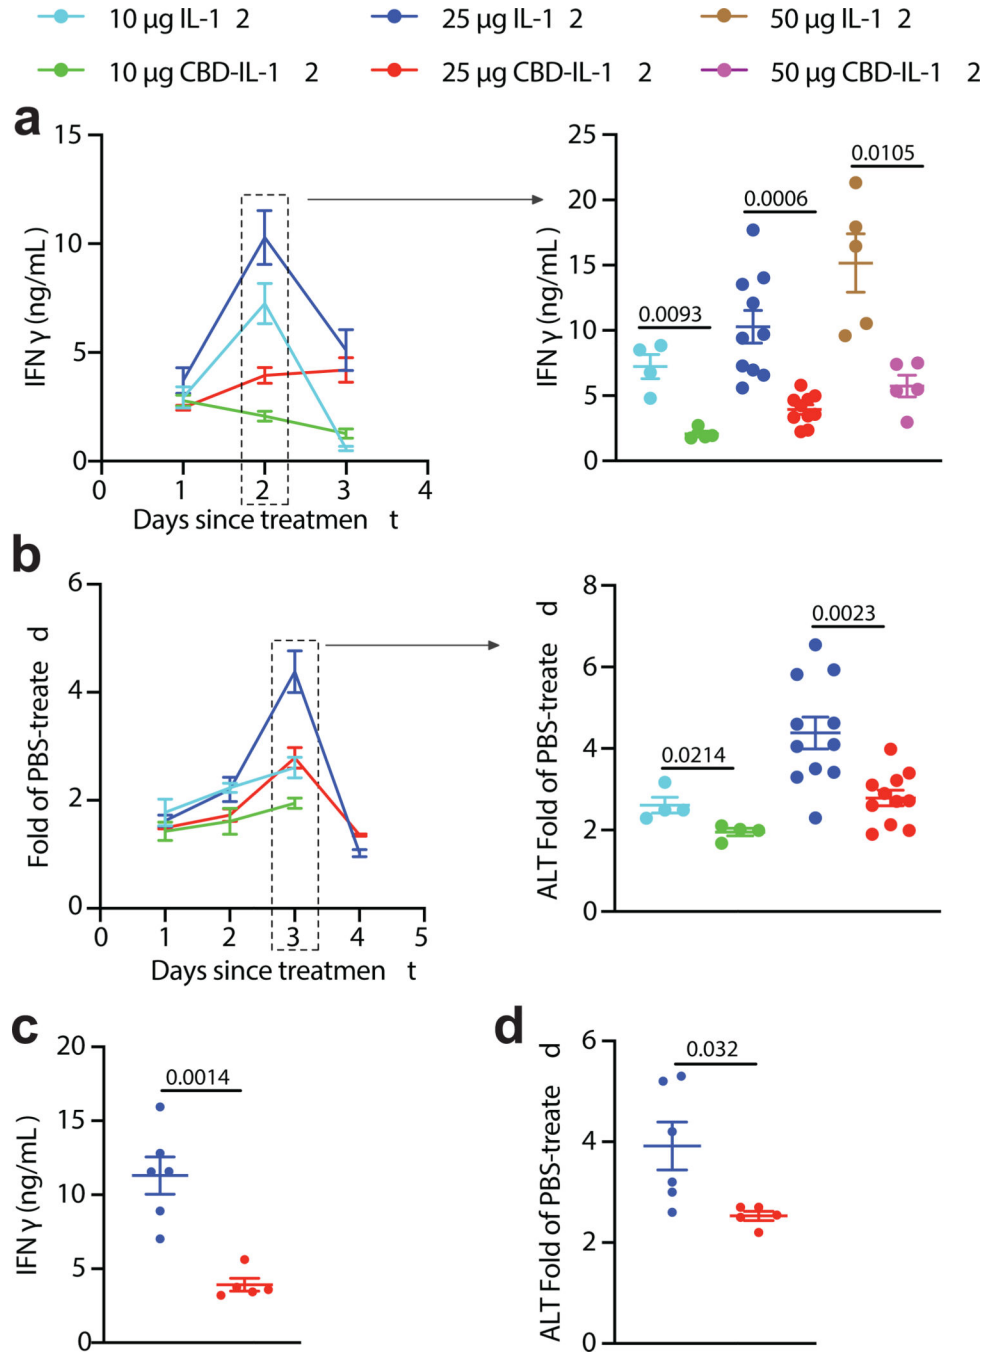 10 µg IL-1 2
25 µg IL-1 2
50 µg IL-1 2
10 µg CBD-IL-1 2
25 µg CBD-IL-1 2
50 µg CBD-IL-1 2
a
15
10
5
0
IFN γ (ng/mL )
0 1 2 3 4
Days since treatmen t
25
20
15
10
5
0
IFN γ (ng/mL )
0.0093
0.0006
0.0105
b
6
4
2
0
Fold of PBS-treate d
0 1 2 3 4 5
Days since treatmen t
8
6
4
2
0
ALT Fold of PBS-treate d
0.0214
0.0023
c
20
15
10
5
0
IFN γ (ng/mL )
0.0014
d
6
4
2
0
ALT Fold of PBS-treate d
0.032